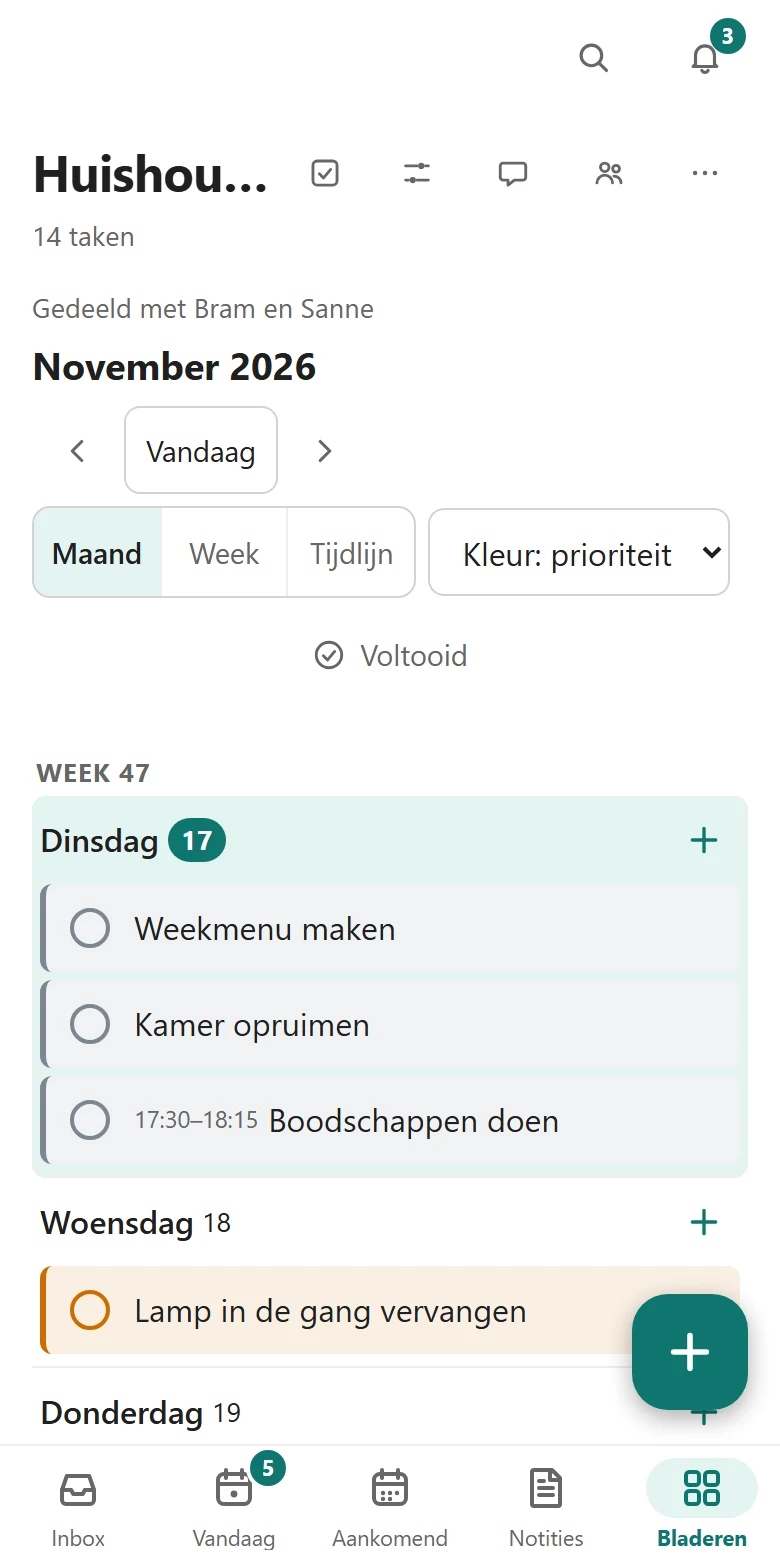 3
Huishou...
14 taken
Gedeeld met Bram en Sanne
November 2026
Vandaag
Maand Week Tijdlijn Kleur: prioriteit
Voltooid
WEEK 47
Dinsdag 17
Weekmenu maken
Kamer opruimen
17:30–18:15 Boodschappen doen
Woensdag 18
Lamp in de gang vervangen
Donderdag 19
5
Inbox Vandaag Aankomend Notities Bladeren